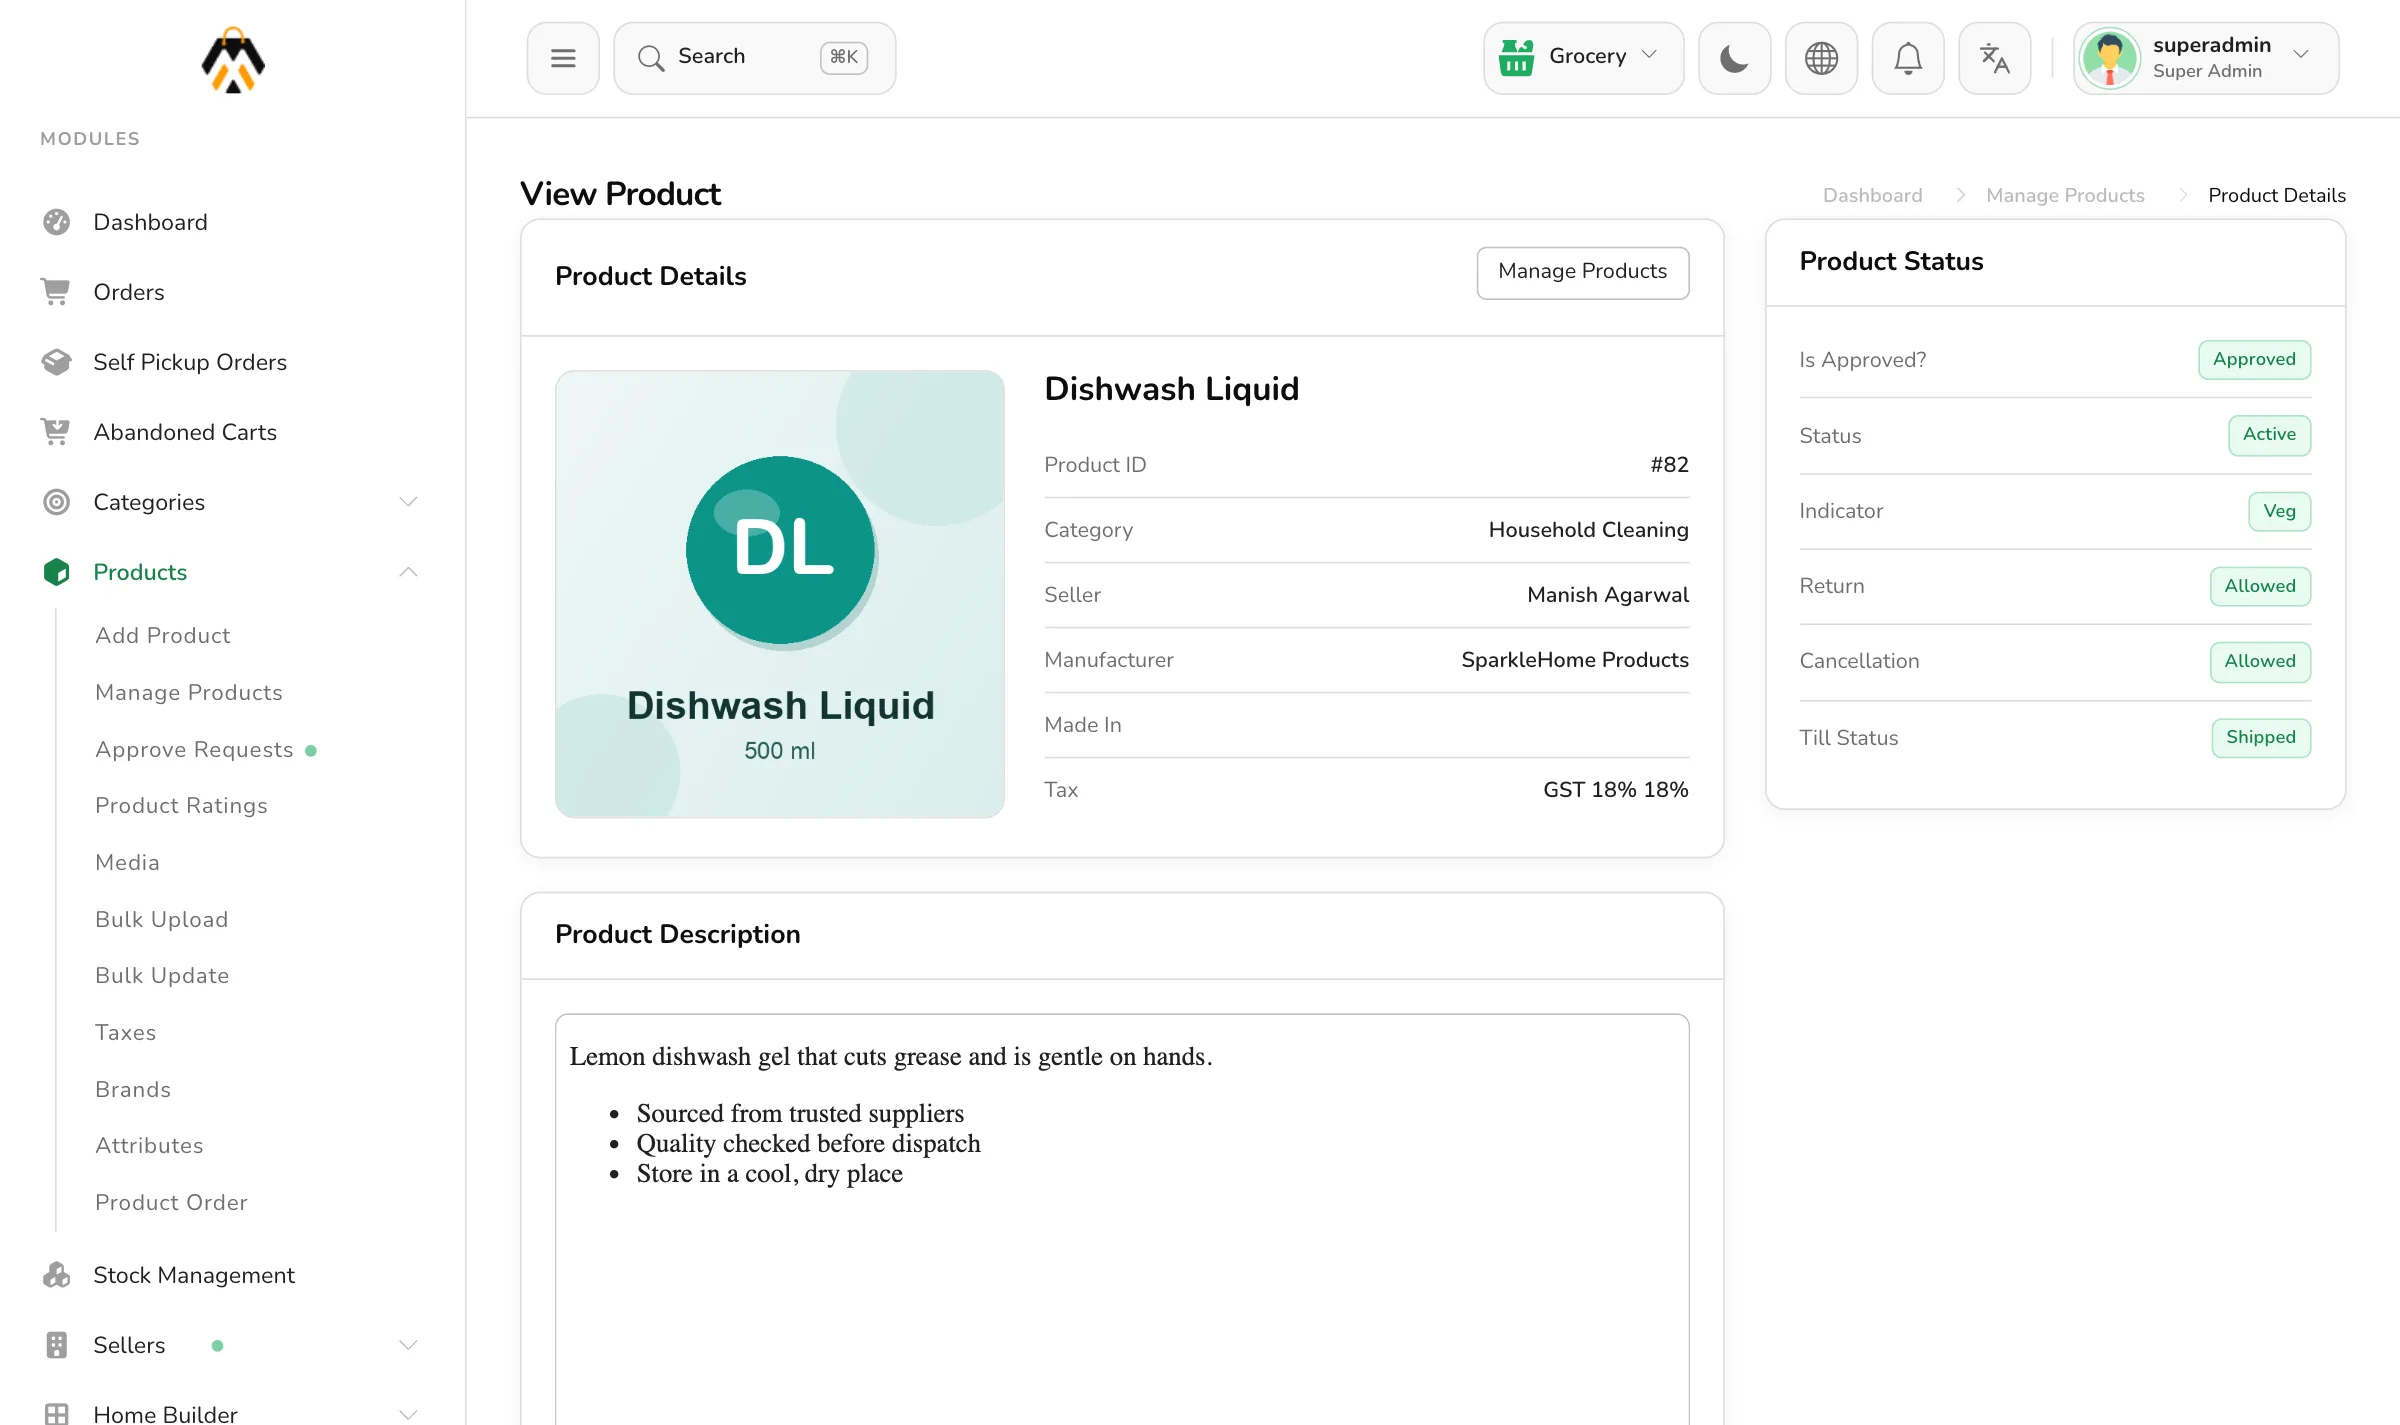 MODULES
Dashboard
Orders
Self Pickup Orders
Abandoned Carts
Categories
Products
Add Product
Manage Products
Approve Requests
Product Ratings
Media
Bulk Upload
Bulk Update
Taxes
Brands
Attributes
Product Order
Stock Management
Sellers
Home Builder
Search ⌘K
Grocery
superadmin
Super Admin
View Product
Dashboard > Manage Products > Product Details
Product Details
Manage Products
DL
Dishwash Liquid
500 ml
Dishwash Liquid
Product ID #82
Category Household Cleaning
Seller Manish Agarwal
Manufacturer SparkleHome Products
Made In
Tax GST 18% 18%
Product Status
Is Approved? Approved
Status Active
Indicator Veg
Return Allowed
Cancellation Allowed
Till Status Shipped
Product Description
Lemon dishwash gel that cuts grease and is gentle on hands.
• Sourced from trusted suppliers
• Quality checked before dispatch
• Store in a cool, dry place